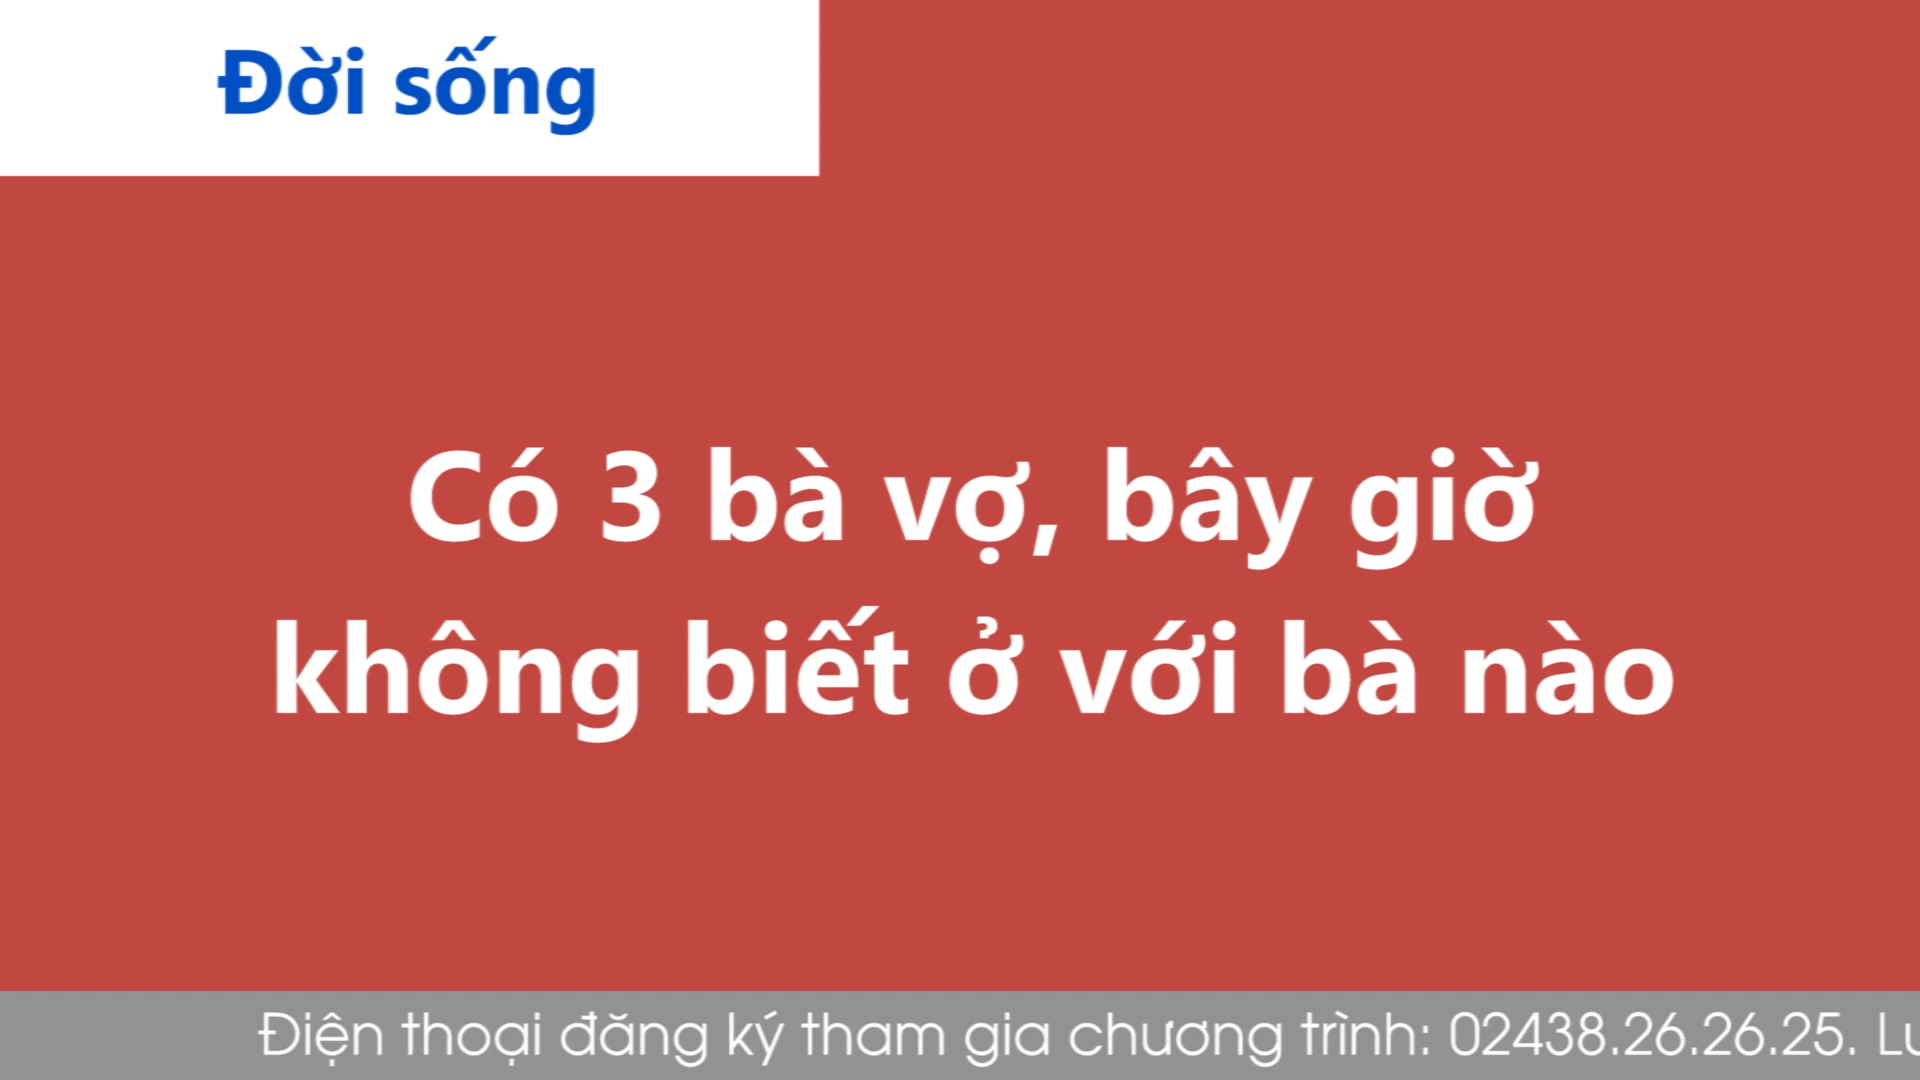 Đời sống
Có 3 bà vợ, bây giờ
không biết ở với bà nào
Điện thoại đăng ký tham gia chương trình: 02438.26.26.25.